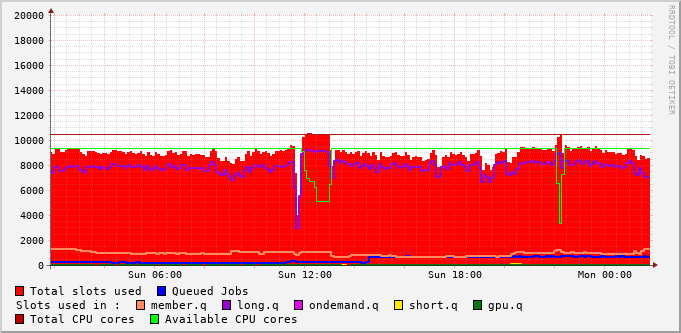 20000
18000
16000
14000
12000
10000
8000
6000
4000
2000
0
Sun 06:00 Sun 12:00 Sun 18:00 Mon 00:00
RRDTOOL / TOBI OETIKER
Total slots used Queued Jobs
Slots used in : member.q long.q ondemand.q short.q gpu.q
Total CPU cores Available CPU cores